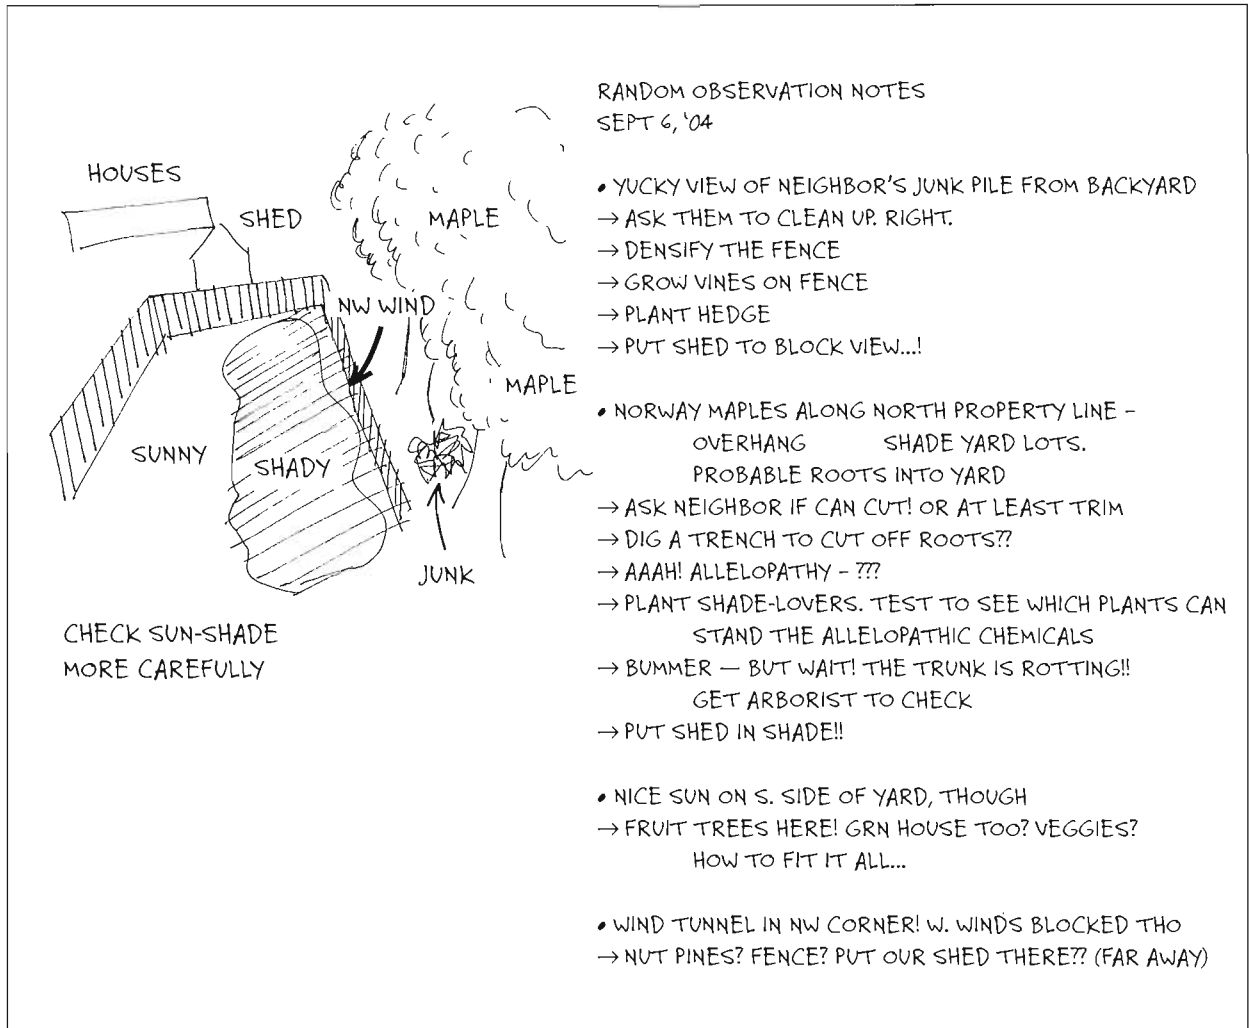 RANDOM OBSERVATION NOTES
SEPT 6, '04
HOUSES
SHED
MAPLE
NW WIND
MAPLE
SUNNY
SHADY
JUNK
CHECK SUN-SHADE
MORE CAREFULLY
• YUCKY VIEW OF NEIGHBOR'S JUNK PILE FROM BACKYARD
→ ASK THEM TO CLEAN UP. RIGHT.
→ DENSIFY THE FENCE
→ GROW VINES ON FENCE
→ PLANT HEDGE
→ PUT SHED TO BLOCK VIEW...!
• NORWAY MAPLES ALONG NORTH PROPERTY LINE –
OVERHANG SHADE YARD LOTS.
PROBABLE ROOTS INTO YARD
→ ASK NEIGHBOR IF CAN CUT! OR AT LEAST TRIM
→ DIG A TRENCH TO CUT OFF ROOTS??
→ AAAH! ALLELOPATHY – ???
→ PLANT SHADE-LOVERS. TEST TO SEE WHICH PLANTS CAN
STAND THE ALLELOPATHIC CHEMICALS
→ BUMMER — BUT WAIT! THE TRUNK IS ROTTING!!
GET ARBORIST TO CHECK
→ PUT SHED IN SHADE!!
• NICE SUN ON S. SIDE OF YARD, THOUGH
→ FRUIT TREES HERE! GRN HOUSE TOO? VEGGIES?
HOW TO FIT IT ALL...
• WIND TUNNEL IN NW CORNER! W. WINDS BLOCKED THO
→ NUT PINES? FENCE? PUT OUR SHED THERE?? (FAR AWAY)